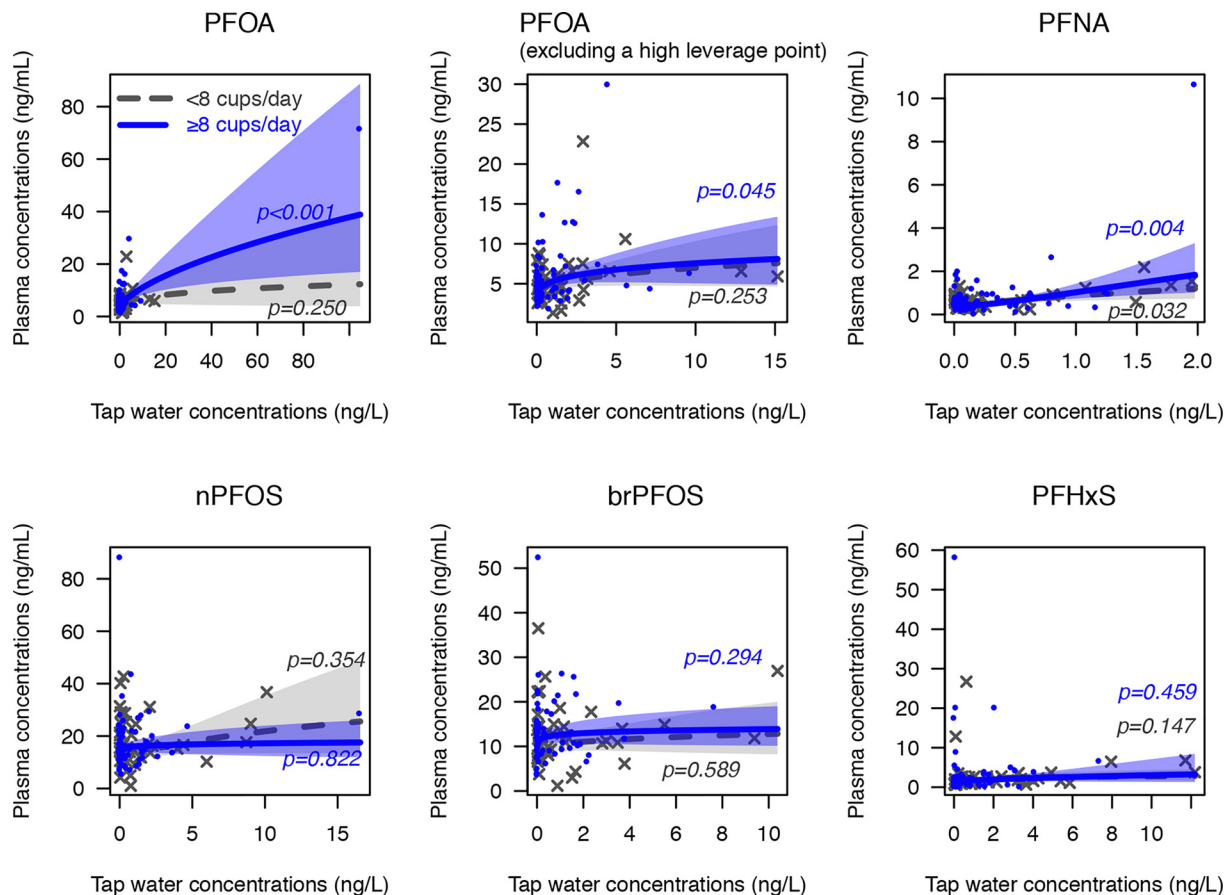 PFOA
Plasma concentrations (ng/mL)
80
60
40
20
0
<8 cups/day
≥8 cups/day
p<0.001
p=0.250
0
20
40
60
80
Tap water concentrations (ng/L)
PFOA
(excluding a high leverage point)
Plasma concentrations (ng/mL)
30
25
20
15
10
5
0
p=0.045
p=0.253
0
5
10
15
Tap water concentrations (ng/L)
PFNA
Plasma concentrations (ng/mL)
10
8
6
4
2
0
p=0.004
p=0.032
0.0
0.5
1.0
1.5
2.0
Tap water concentrations (ng/L)
nPFOS
Plasma concentrations (ng/mL)
80
60
40
20
0
p=0.354
p=0.822
0
5
10
15
Tap water concentrations (ng/L)
brPFOS
Plasma concentrations (ng/mL)
50
40
30
20
10
0
p=0.294
p=0.589
0
2
4
6
8
10
Tap water concentrations (ng/L)
PFHxS
Plasma concentrations (ng/mL)
60
50
40
30
20
10
0
p=0.459
p=0.147
0
2
4
6
8
10
Tap water concentrations (ng/L)